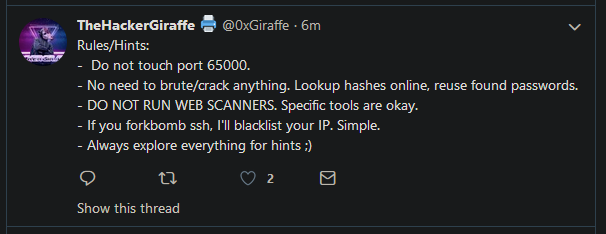 TheHackerGiraffe 🖨 @0xGiraffe · 6m
Rules/Hints:
- Do not touch port 65000.
- No need to brute/crack anything. Lookup hashes online, reuse found passwords.
- DO NOT RUN WEB SCANNERS. Specific tools are okay.
- If you forkbomb ssh, I'll blacklist your IP. Simple.
- Always explore everything for hints ;)
2
Show this thread